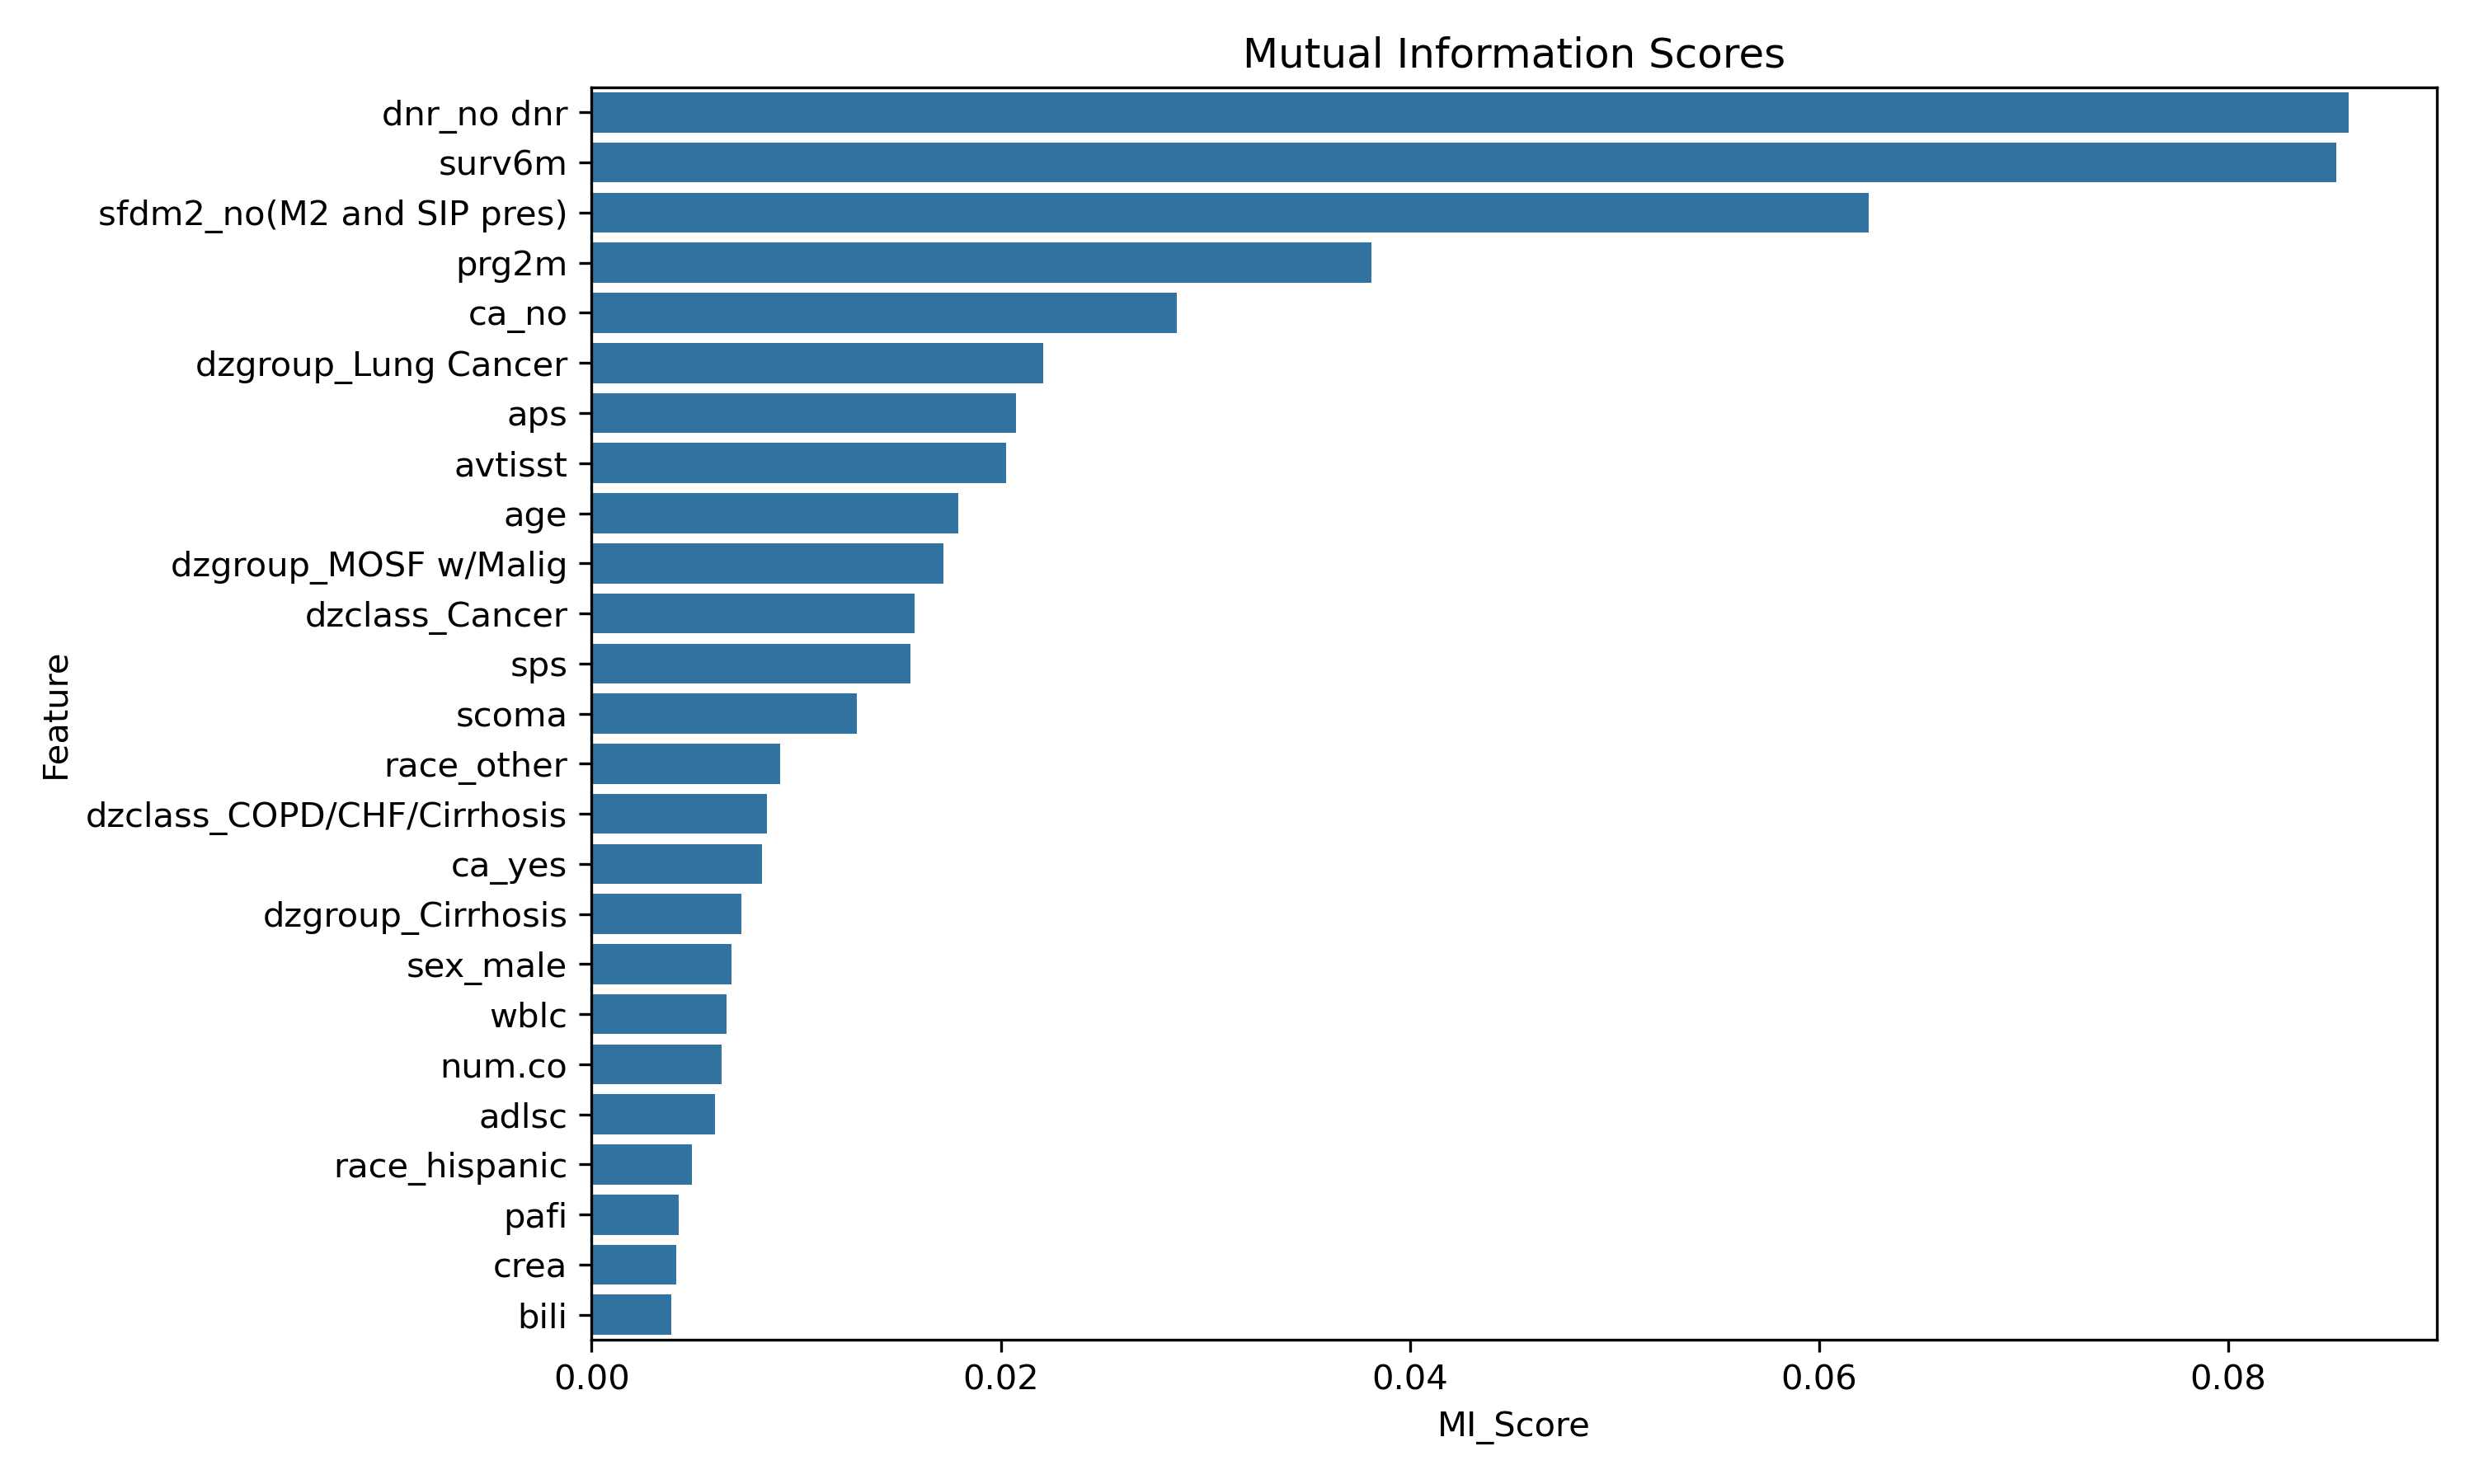 Mutual Information Scores
dnr_no dnr
surv6m
sfdm2_no(M2 and SIP pres)
prg2m
ca_no
dzgroup_Lung Cancer
aps
avtisst
age
dzgroup_MOSF w/Malig
dzclass_Cancer
sps
scoma
race_other
dzclass_COPD/CHF/Cirrhosis
ca_yes
dzgroup_Cirrhosis
sex_male
wblc
num.co
adlsc
race_hispanic
pafi
crea
bili
Feature
0.00 0.02 0.04 0.06 0.08
MI_Score